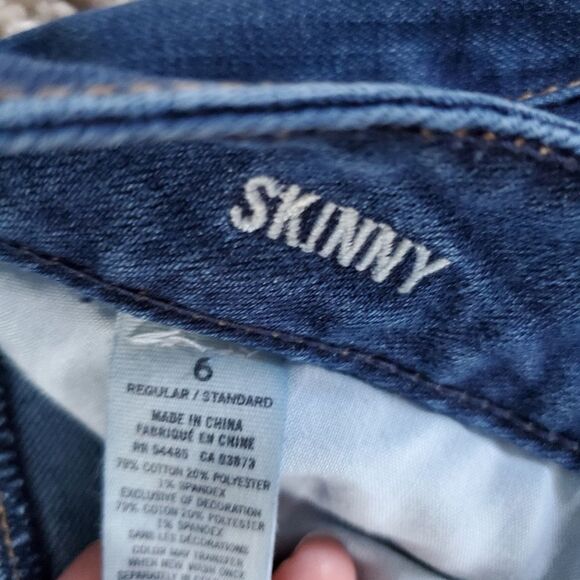 SKINNY
6
REGULAR / STANDARD
MADE IN CHINA
FABRIQUÉ EN CHINE
RN 54485 CA 03873
79% COTTON 20% POLYESTER
1% SPANDEX
EXCLUSIVE OF DECORATION
79% COTON 20% POLYESTER
1% SPANDEX
SANS LES DÉCORATIONS
COLOR MAY TRANSFER
WHEN NEW WASH ONCE
SEPARATELY